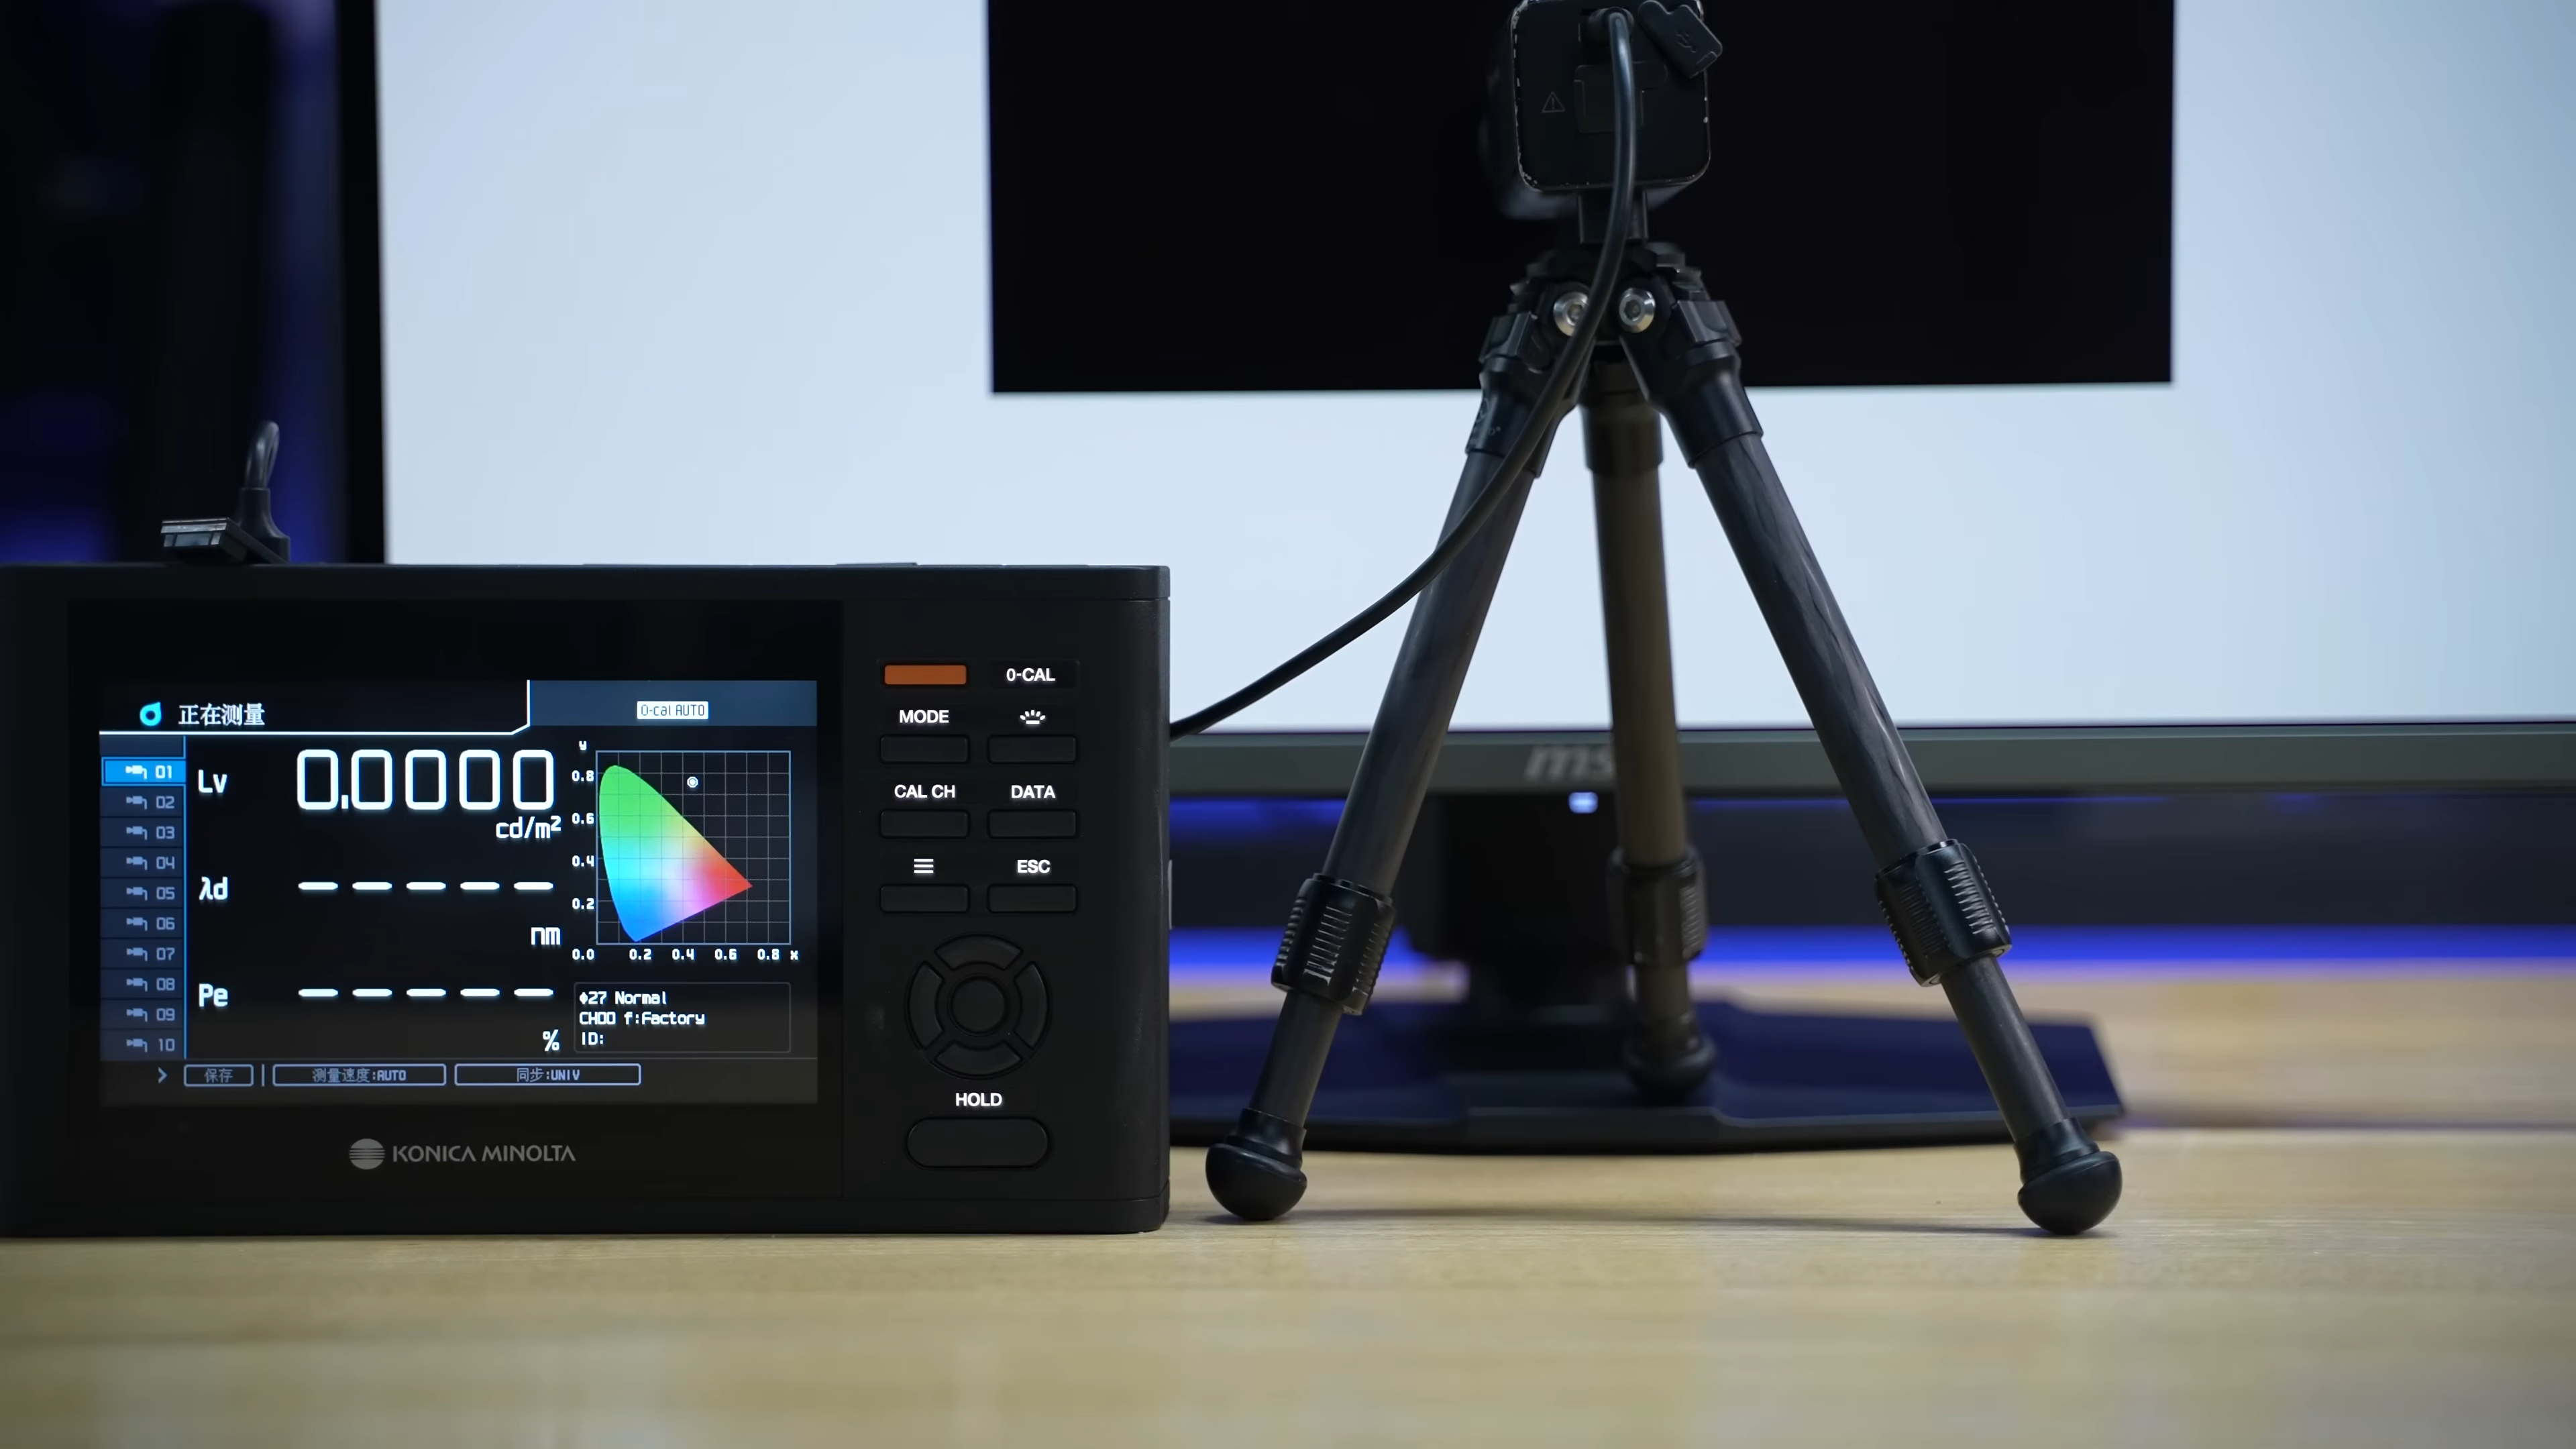 正在测量
0-cal AUTO
01
02
03
04
05
06
07
08
09
10
Lv
0.0000
cd/m²
λd
-----
nm
Pe
-----
%
y
0.8
0.6
0.4
0.2
0.0
0.2
0.4
0.6
0.8
x
Φ27 Normal
CH00 f:Factory
ID:
保存
测量速度:AUTO
同步:UNIV
KONICA MINOLTA
0-CAL
MODE
CAL CH
DATA
ESC
HOLD
ms